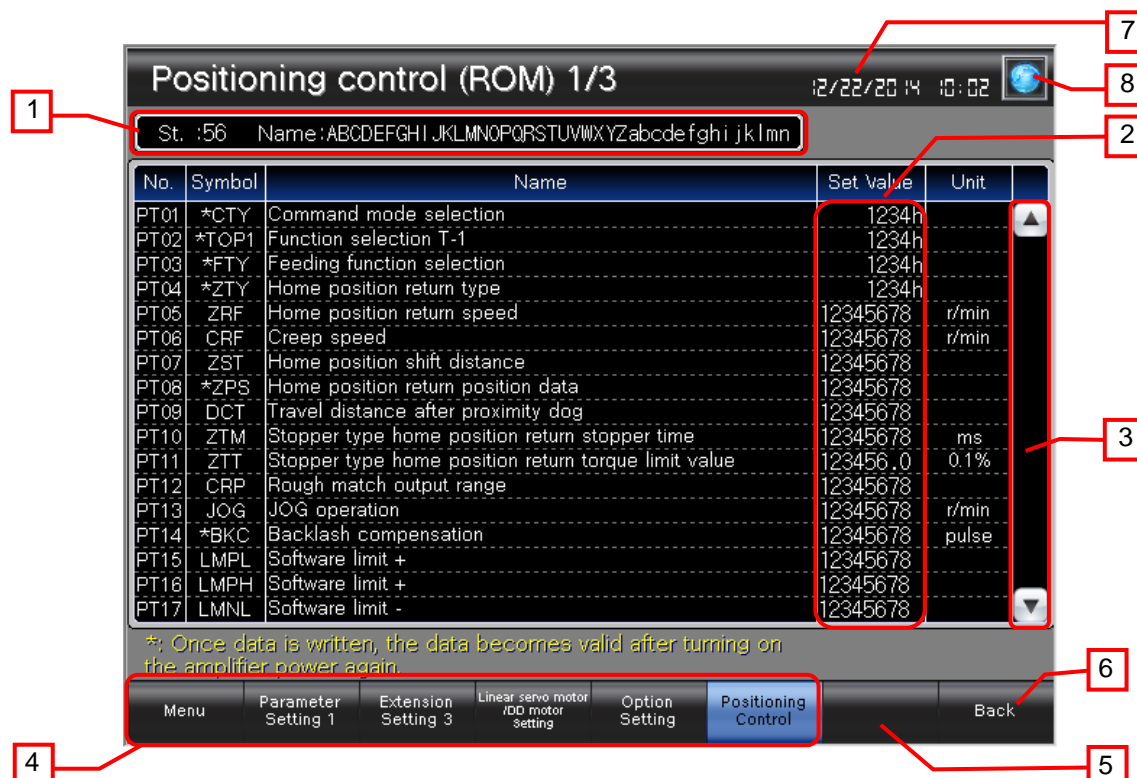 7
Positioning control (ROM) 1/3 12/22/2014 10:02
8
1
St. :56 Name:ABCDEFGHIJKLMNOPQRSTUVWXYZabcdefghijklmn
2
No. Symbol Name Set Value Unit
PT01 *CTY Command mode selection 1234h
PT02 *TOP1 Function selection T-1 1234h
PT03 *FTY Feeding function selection 1234h
PT04 *ZTY Home position return type 1234h
PT05 ZRF Home position return speed 12345678 r/min
PT06 CRF Creep speed 12345678 r/min
PT07 ZST Home position shift distance 12345678
PT08 *ZPS Home position return position data 12345678
PT09 DCT Travel distance after proximity dog 12345678
PT10 ZTM Stopper type home position return stopper time 12345678 ms
3
PT11 ZTT Stopper type home position return torque limit value 123456.0 0.1%
PT12 CRP Rough match output range 12345678
PT13 JOG JOG operation 12345678 r/min
PT14 *BKC Backlash compensation 12345678 pulse
PT15 LMPL Software limit + 12345678
PT16 LMPH Software limit + 12345678
PT17 LMNL Software limit - 12345678
*: Once data is written, the data becomes valid after turning on
the amplifier power again.
6
Menu
Parameter
Setting 1
Extension
Setting 3
Linear servo motor
/DD motor
Setting
Option
Setting
Positioning
Control
Back
4
5